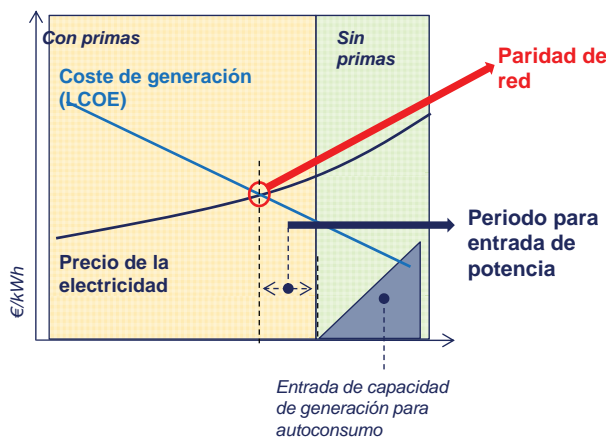 Con primas
Sin
primas
Paridad de
red
Coste de generación
(LCOE)
Periodo para
entrada de
potencia
Precio de la
electricidad
€/kWh
Entrada de capacidad
de generación para
autoconsumo